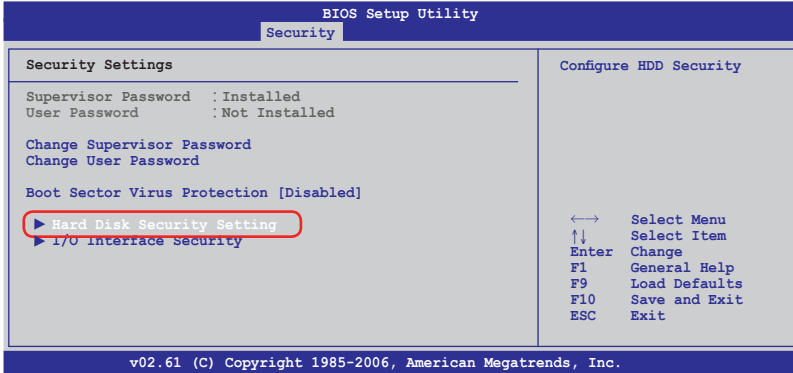 BIOS Setup Utility
Security
Security Settings
Supervisor Password : Installed
User Password : Not Installed
Change Supervisor Password
Change User Password
Boot Sector Virus Protection [Disabled]
▶ Hard Disk Security Setting
▶ I/O Interface Security
Configure HDD Security
←→ Select Menu
↑↓ Select Item
Enter Change
F1 General Help
F9 Load Defaults
F10 Save and Exit
ESC Exit
v02.61 (C) Copyright 1985-2006, American Megatrends, Inc.